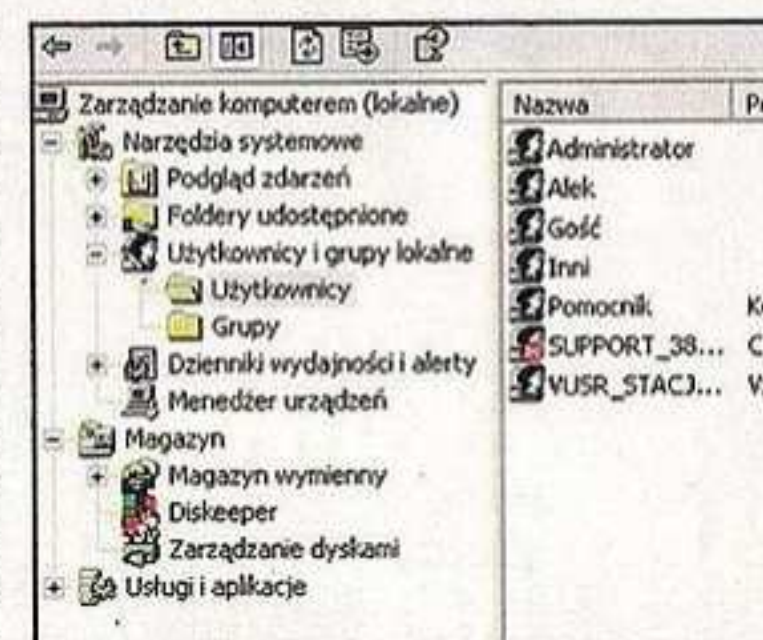 Zarządzanie komputerem (lokalne)
Narzędzia systemowe
Podgląd zdarzeń
Foldery udostępnione
Użytkownicy i grupy lokalne
Użytkownicy
Grupy
Dzienniki wydajności i alerty
Menedżer urządzeń
Magazyn
Magazyn wymienny
Diskeeper
Zarządzanie dyskami
Usługi i aplikacje
Nazwa
Administrator
Alek
Gość
Inni
Pomocnik
SUPPORT_38...
VUSR_STACJ...